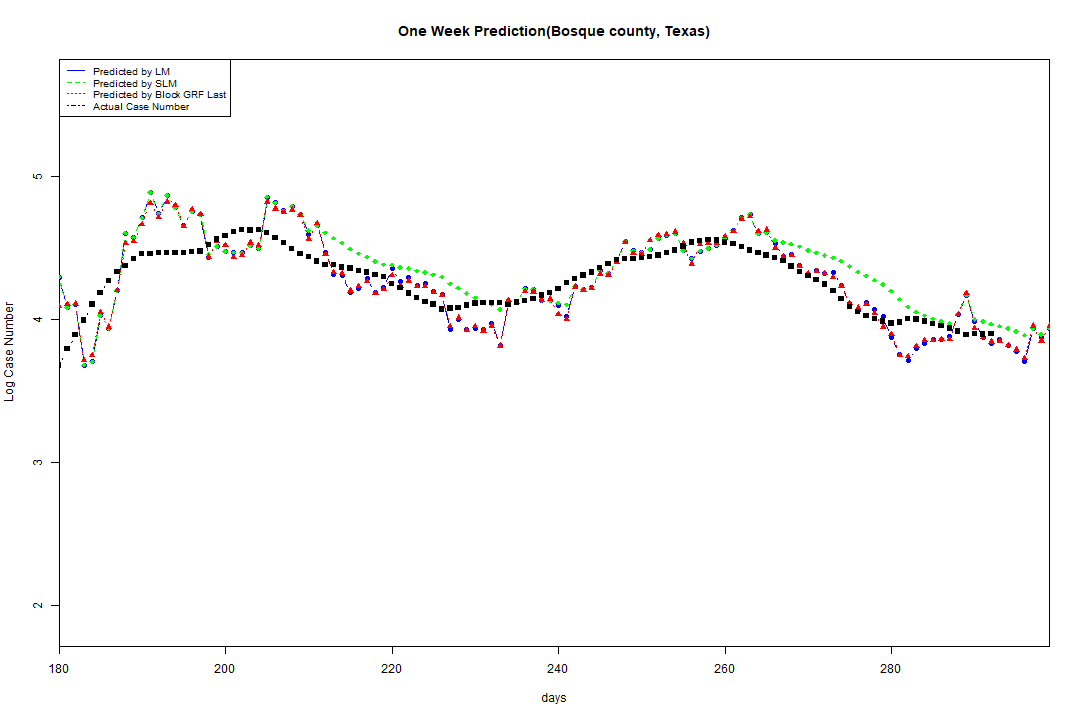 One Week Prediction(Bosque county, Texas)
Predicted by LM
Predicted by SLM
Predicted by Block GRF Last
Actual Case Number
5
4
3
2
Log Case Number
180 200 220 240 260 280
days